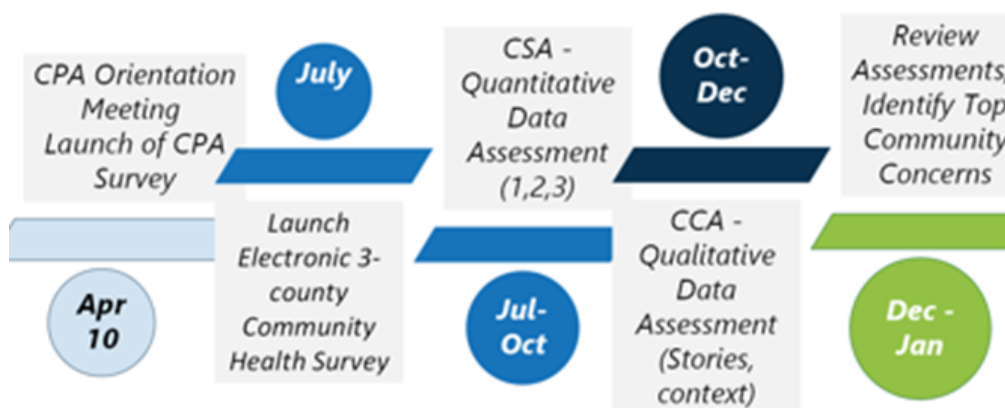 CPA Orientation
Meeting
Launch of CPA
Survey
Apr
10
July
Launch
Electronic 3-
county
Community
Health Survey
CSA -
Quantitative
Data
Assessment
(1,2,3)
Jul-
Oct
Oct-
Dec
CCA -
Qualitative
Data
Assessment
(Stories,
context)
Review
Assessments,
Identify Top
Community
Concerns
Dec -
Jan